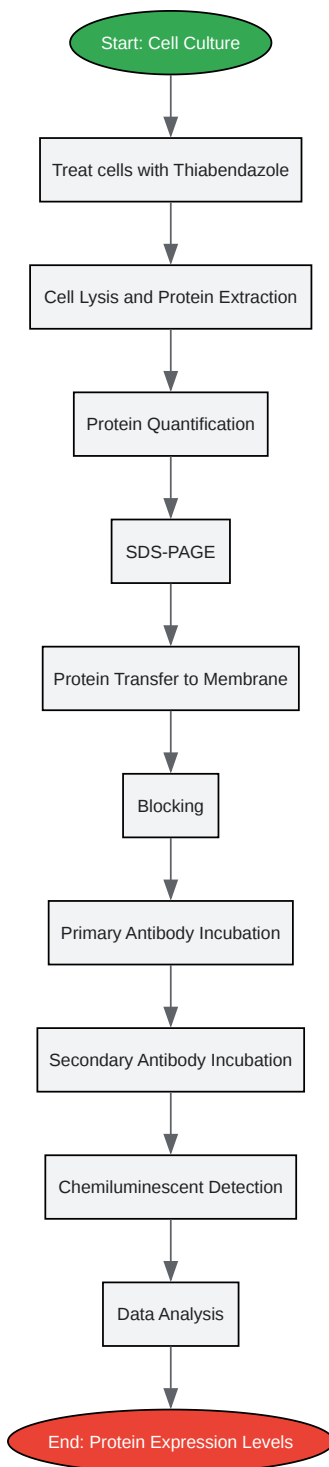 Start: Cell Culture
Treat cells with Thiabendazole
Cell Lysis and Protein Extraction
Protein Quantification
SDS-PAGE
Protein Transfer to Membrane
Blocking
Primary Antibody Incubation
Secondary Antibody Incubation
Chemiluminescent Detection
Data Analysis
End: Protein Expression Levels